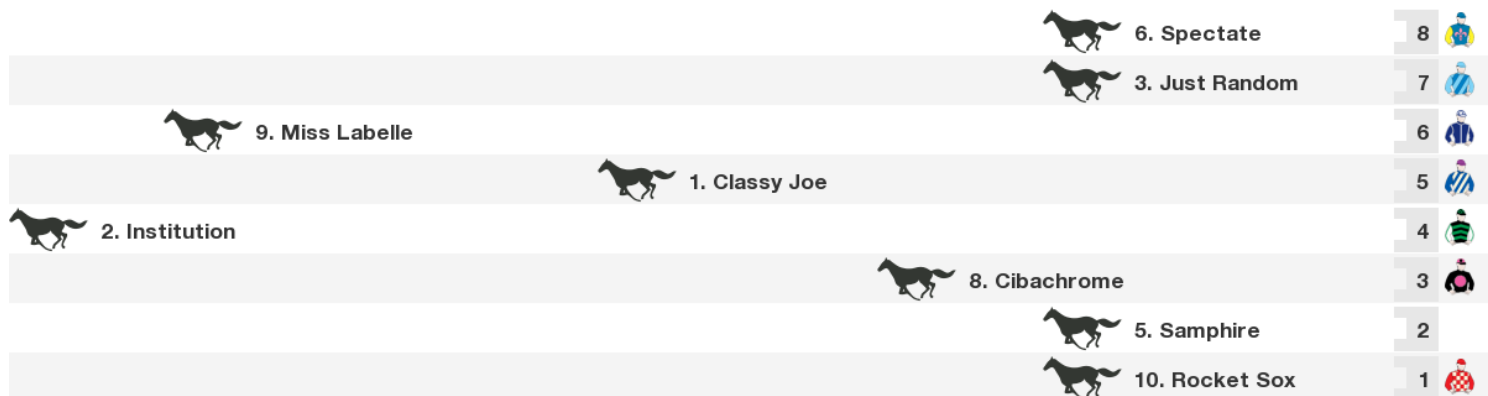 6. Spectate 8
3. Just Random 7
9. Miss Labelle 6
1. Classy Joe 5
2. Institution 4
8. Cibachrome 3
5. Samphire 2
10. Rocket Sox 1